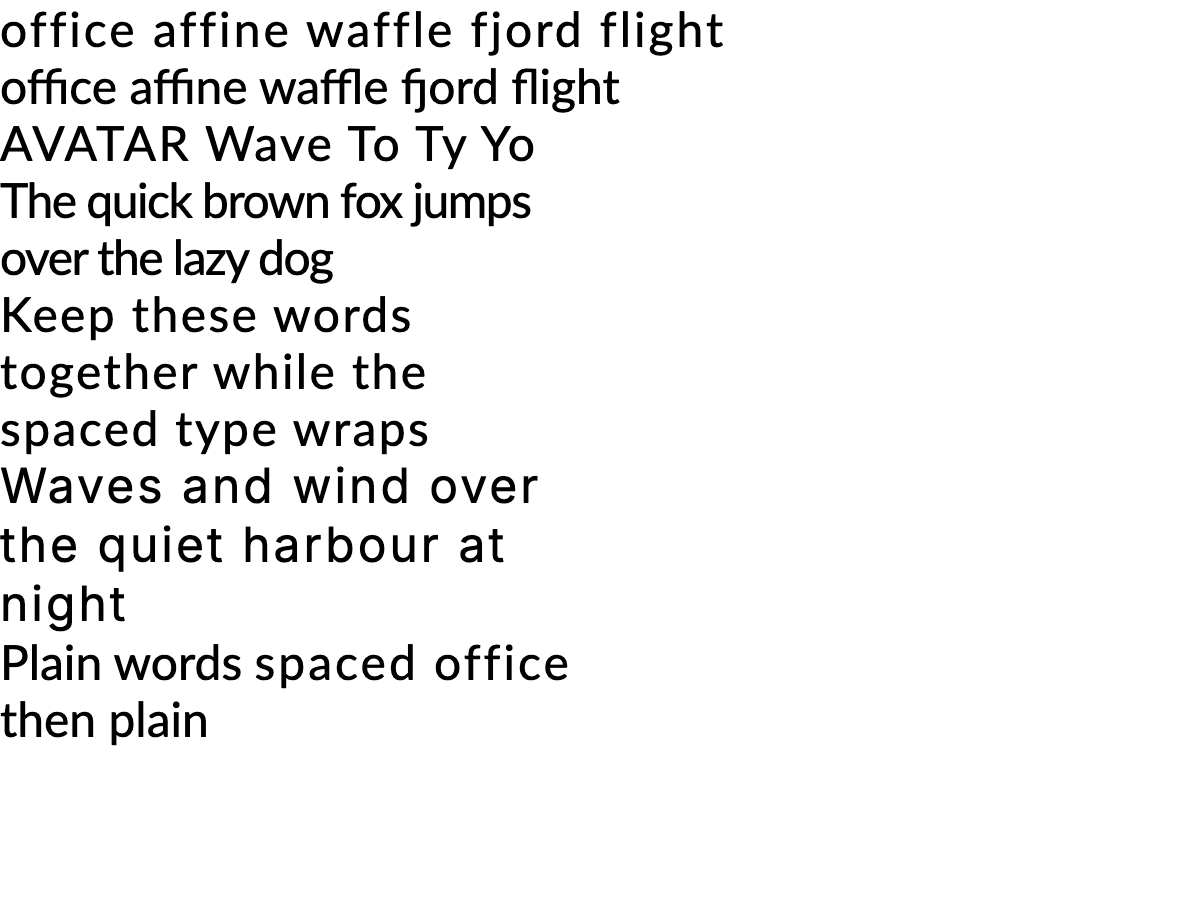 office affine waffle fjord flight
office affine waffle fjord flight
AVATAR Wave To Ty Yo
The quick brown fox jumps
over the lazy dog
Keep these words
together while the
spaced type wraps
Waves and wind over
the quiet harbour at
night
Plain words spaced office
then plain